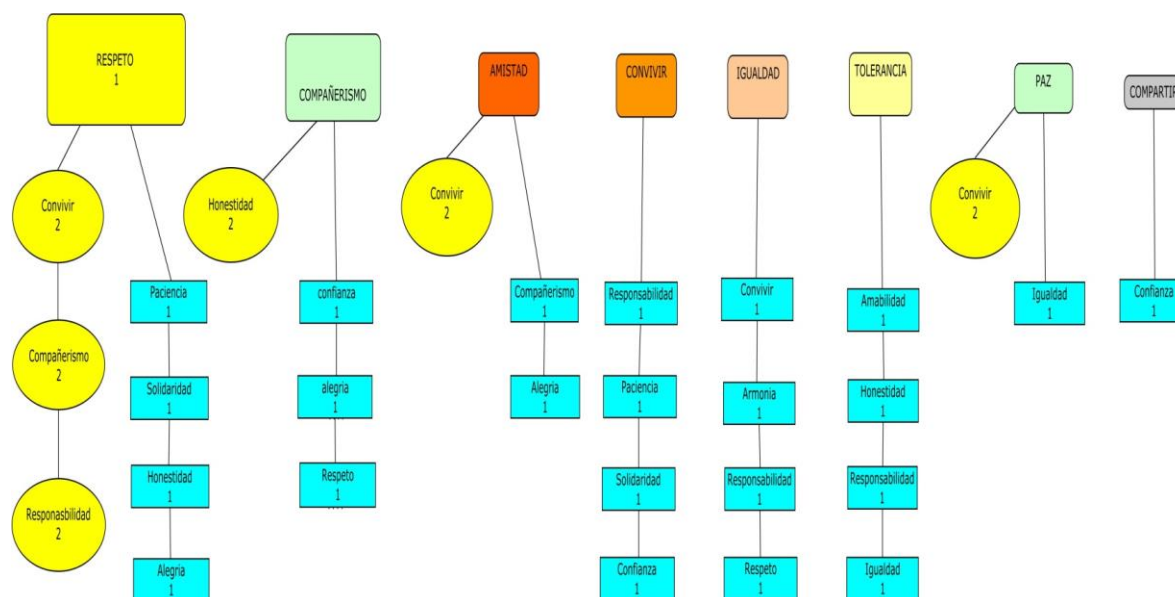 RESPETO
1
Convivir
2
Compañerismo
2
Responasbilidad
2
Paciencia
1
Solidaridad
1
Honestidad
1
Alegria
1
COMPAÑERISMO
Honestidad
2
confianza
1
alegria
1
Respeto
1
AMISTAD
Convivir
2
Compañerismo
1
Alegria
1
CONVIVIR
Responsabilidad
1
Paciencia
1
Solidaridad
1
Confianza
1
IGUALDAD
Convivir
1
Armonia
1
Responsabilidad
1
Respeto
1
TOLERANCIA
Amabilidad
1
Honestidad
1
Responsabilidad
1
Igualdad
1
PAZ
Convivir
2
Igualdad
1
COMPARTIR
Confianza
1